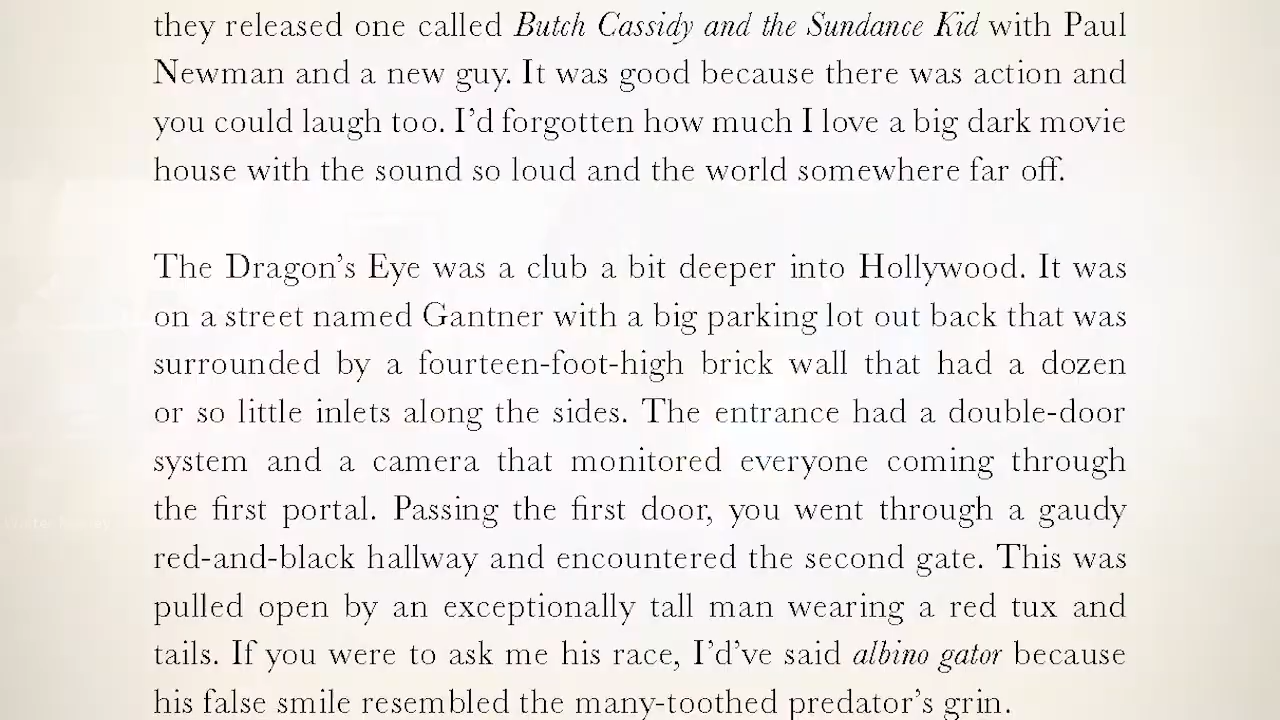 they released one called Butch Cassidy and the Sundance Kid with Paul
Newman and a new guy. It was good because there was action and
you could laugh too. I’d forgotten how much I love a big dark movie
house with the sound so loud and the world somewhere far off.
The Dragon’s Eye was a club a bit deeper into Hollywood. It was
on a street named Gantner with a big parking lot out back that was
surrounded by a fourteen-foot-high brick wall that had a dozen
or so little inlets along the sides. The entrance had a double-door
system and a camera that monitored everyone coming through
the first portal. Passing the first door, you went through a gaudy
red-and-black hallway and encountered the second gate. This was
pulled open by an exceptionally tall man wearing a red tux and
tails. If you were to ask me his race, I’d’ve said albino gator because
his false smile resembled the many-toothed predator’s grin.